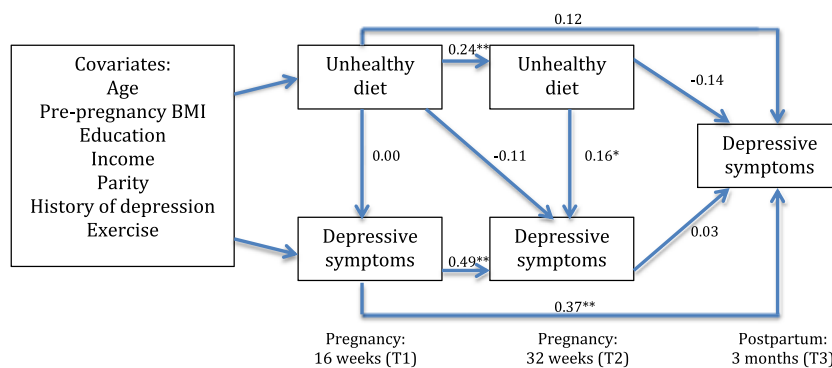 Covariates:
Age
Pre-pregnancy BMI
Education
Income
Parity
History of depression
Exercise
0.12
Unhealthy
diet
0.24**
Unhealthy
diet
-0.14
0.00
-0.11
0.16*
Depressive
symptoms
Depressive
symptoms
0.49**
Depressive
symptoms
0.03
0.37**
Pregnancy:
16 weeks (T1)
Pregnancy:
32 weeks (T2)
Postpartum:
3 months (T3)